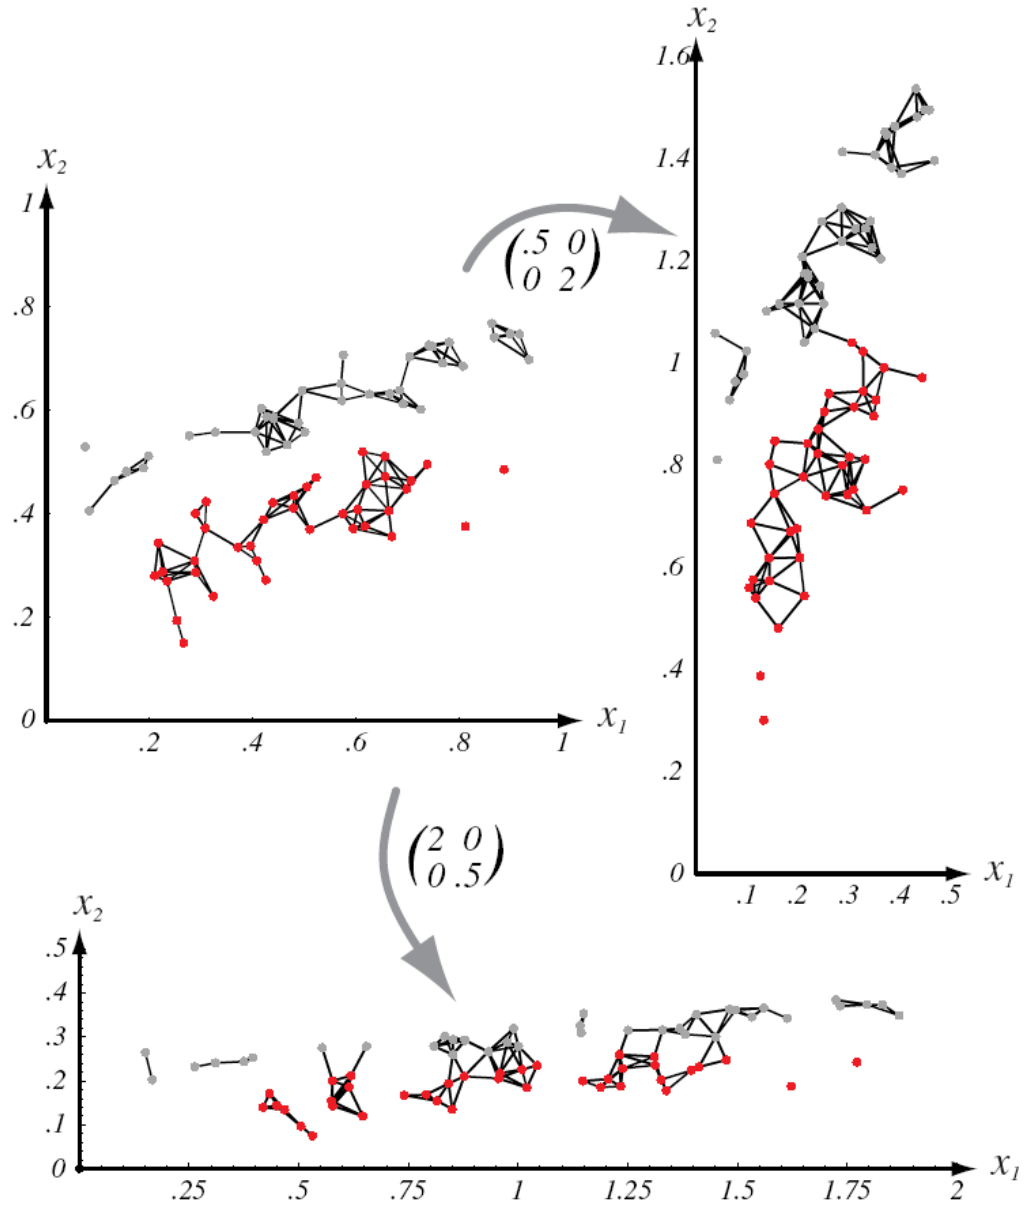 x₂
1.6
1.4
1.2
1
.8
.6
.4
.2
0
.1 .2 .3 .4 .5
x₁
x₂
1
.8
.6
.4
.2
0
.2 .4 .6 .8 1
x₁
(.5 0
0 2)
(2 0
0 .5)
x₂
.5
.4
.3
.2
.1
0
.25 .5 .75 1 1.25 1.5 1.75 2
x₁